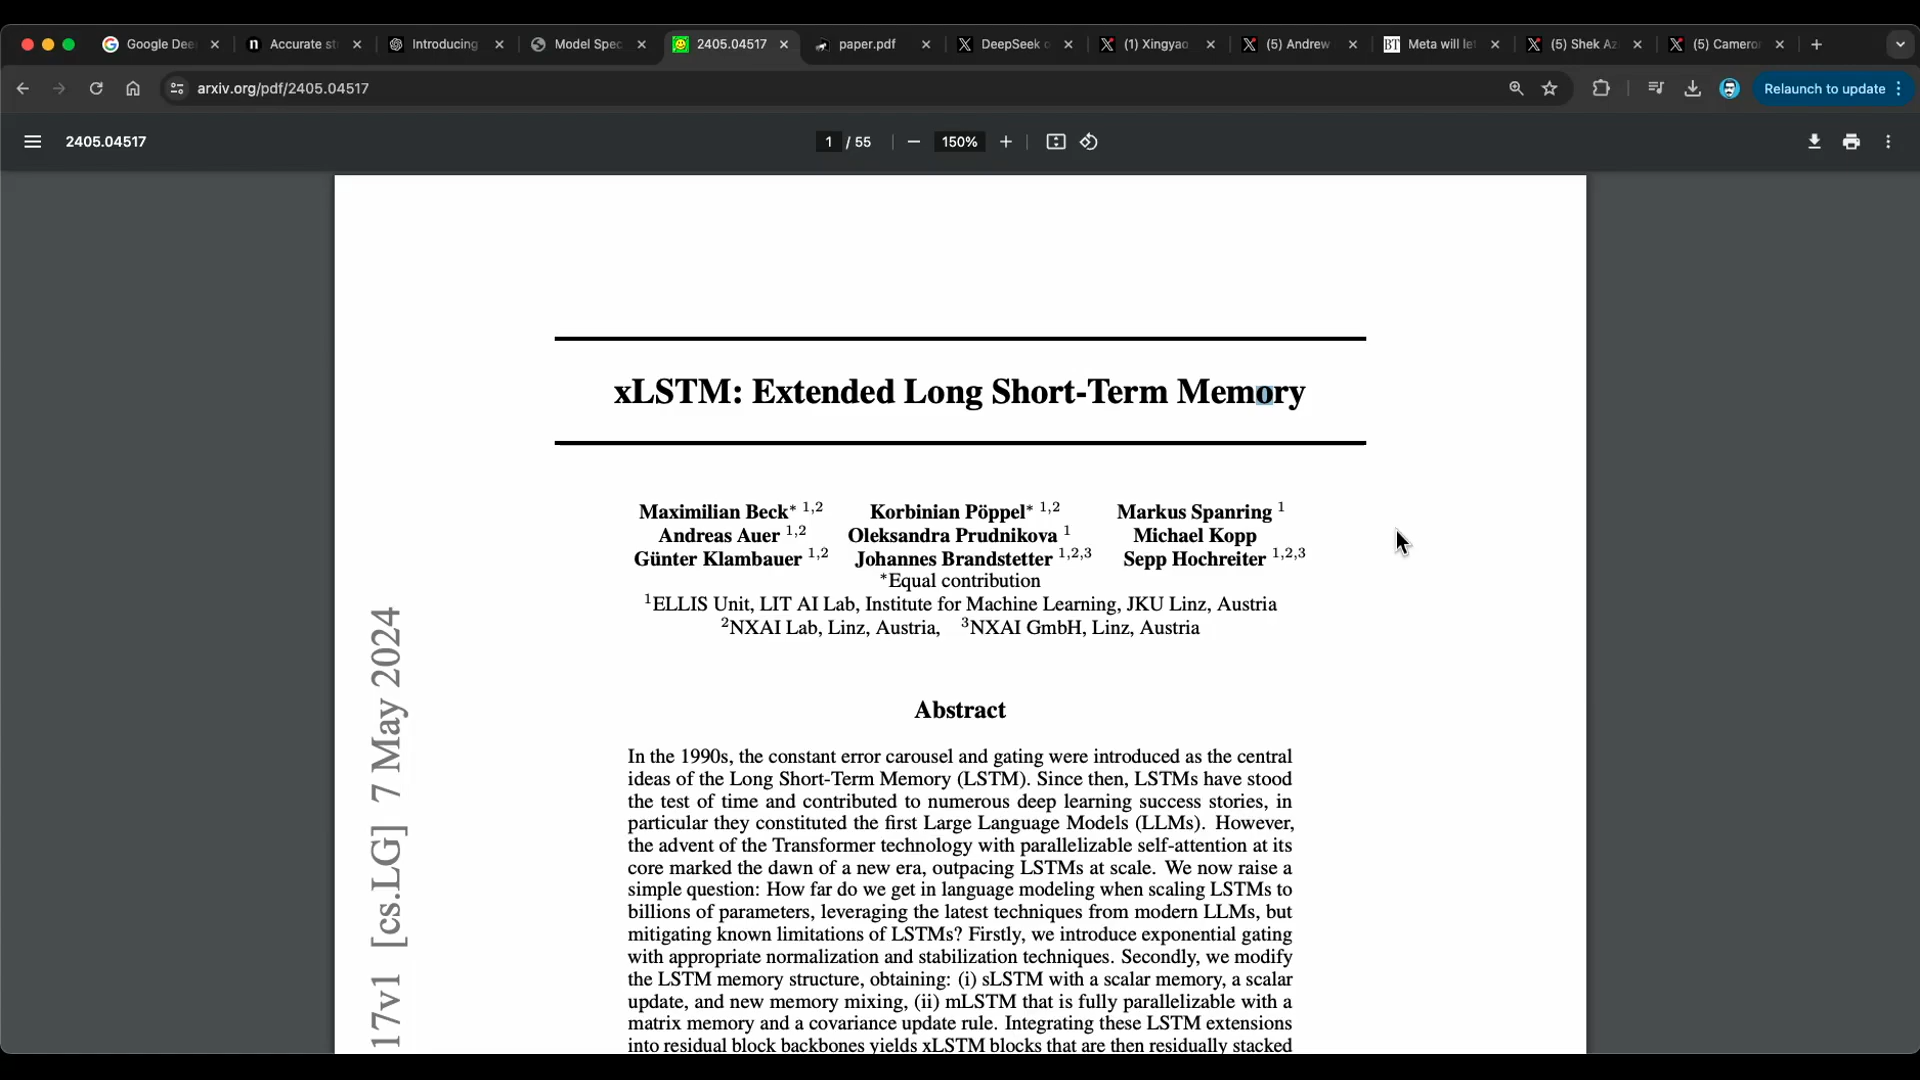 Google Dee
Accurate st
Introducing
Model Spec
2405.04517
paper.pdf
DeepSeek
(1) Xingyao
(5) Andrew
BT
Meta will let
(5) Shek Az
(5) Cameron
arxiv.org/pdf/2405.04517
Relaunch to update
2405.04517
1 / 55
150%
xLSTM: Extended Long Short-Term Memory
Maximilian Beck* 1,2 Korbinian Pöppel* 1,2 Markus Spanring 1
Andreas Auer 1,2 Oleksandra Prudnikova 1 Michael Kopp
Günter Klambauer 1,2 Johannes Brandstetter 1,2,3 Sepp Hochreiter 1,2,3
*Equal contribution
1ELLIS Unit, LIT AI Lab, Institute for Machine Learning, JKU Linz, Austria
2NXAI Lab, Linz, Austria, 3NXAI GmbH, Linz, Austria
17v1 [cs.LG] 7 May 2024
Abstract
In the 1990s, the constant error carousel and gating were introduced as the central
ideas of the Long Short-Term Memory (LSTM). Since then, LSTMs have stood
the test of time and contributed to numerous deep learning success stories, in
particular they constituted the first Large Language Models (LLMs). However,
the advent of the Transformer technology with parallelizable self-attention at its
core marked the dawn of a new era, outpacing LSTMs at scale. We now raise a
simple question: How far do we get in language modeling when scaling LSTMs to
billions of parameters, leveraging the latest techniques from modern LLMs, but
mitigating known limitations of LSTMs? Firstly, we introduce exponential gating
with appropriate normalization and stabilization techniques. Secondly, we modify
the LSTM memory structure, obtaining: (i) sLSTM with a scalar memory, a scalar
update, and new memory mixing, (ii) mLSTM that is fully parallelizable with a
matrix memory and a covariance update rule. Integrating these LSTM extensions
into residual block backbones yields xLSTM blocks that are then residually stacked